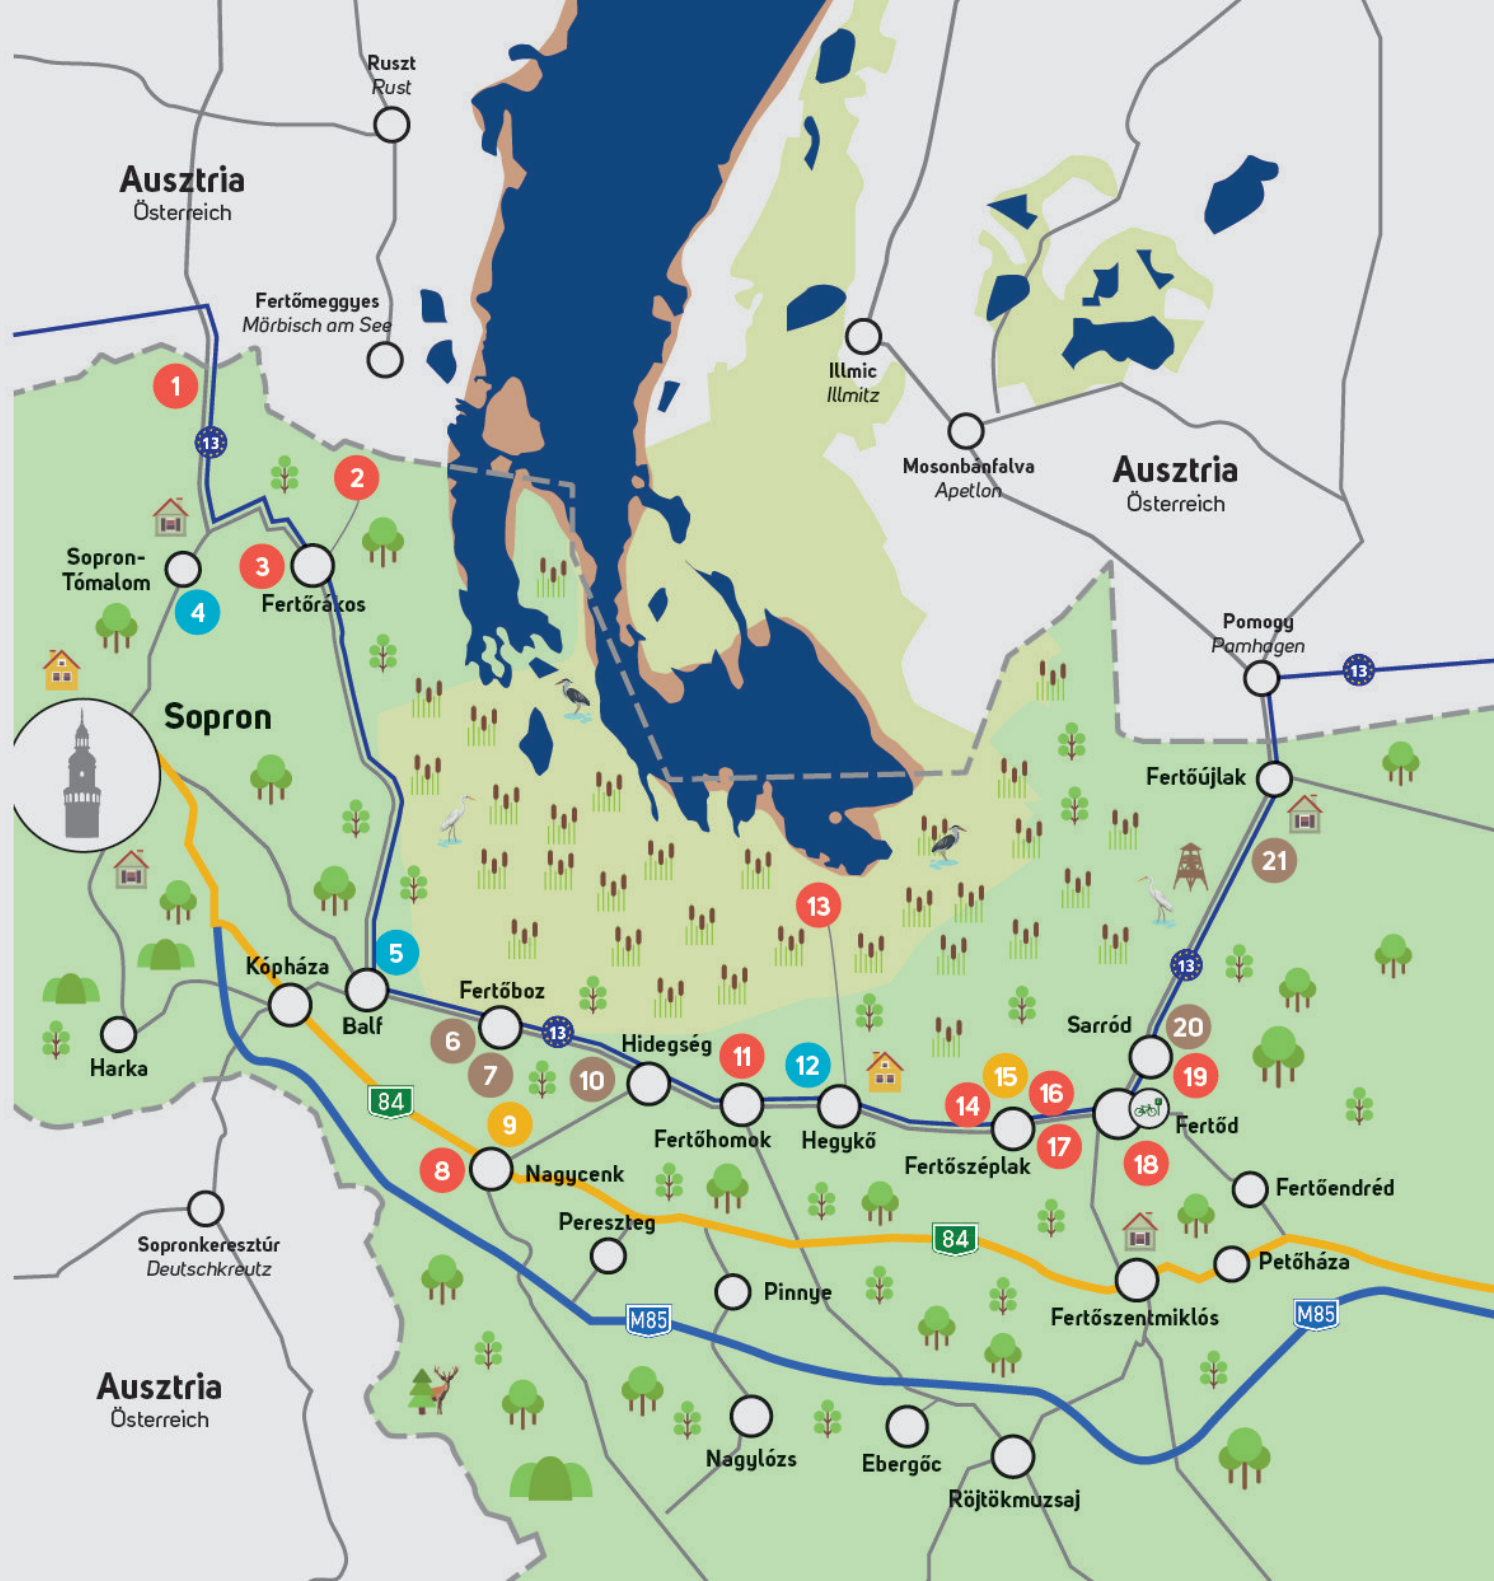 Ruszt
Rust
Ausztria
Österreich
Fertőmeggyes
Mörbisch am See
Illmic
Illmitz
1
13
Mosonbánfalva
Apetlon
Ausztria
Österreich
2
Sopron-
Tómalom
3
4
Fertőrákos
Pomogy
Pamhagen
13
Sopron
Fertőújlak
21
13
5
Kópháza
Fertőboz
13
Balf
6
7
Harka
Hidegség
10
11
12
Sarród
20
13
19
84
9
Fertőhomok
Hegykő
14
15
16
17
Fertőszéplak
Fertőd
18
8
Nagycenk
Fertőendréd
Pereszteg
84
Petőháza
Sopronkeresztúr
Deutschkreutz
Pinnye
M85
Fertőszentmiklós
M85
Ausztria
Österreich
Nagylózs
Ebergőc
Röjtökmuzsaj